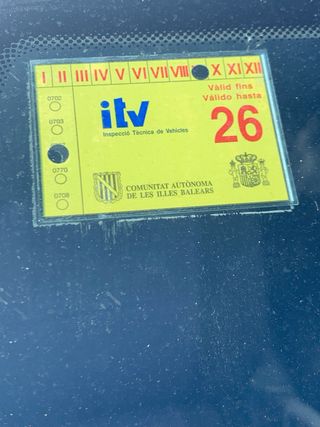 I II III IV V VI VII VIII X XI XII
Vàlid fins
Válido hasta
26
itv
Inspecció Tècnica de Vehicles
0702
0703
0770
0708
COMUNITAT AUTÒNOMA
DE LES ILLES BALEARS